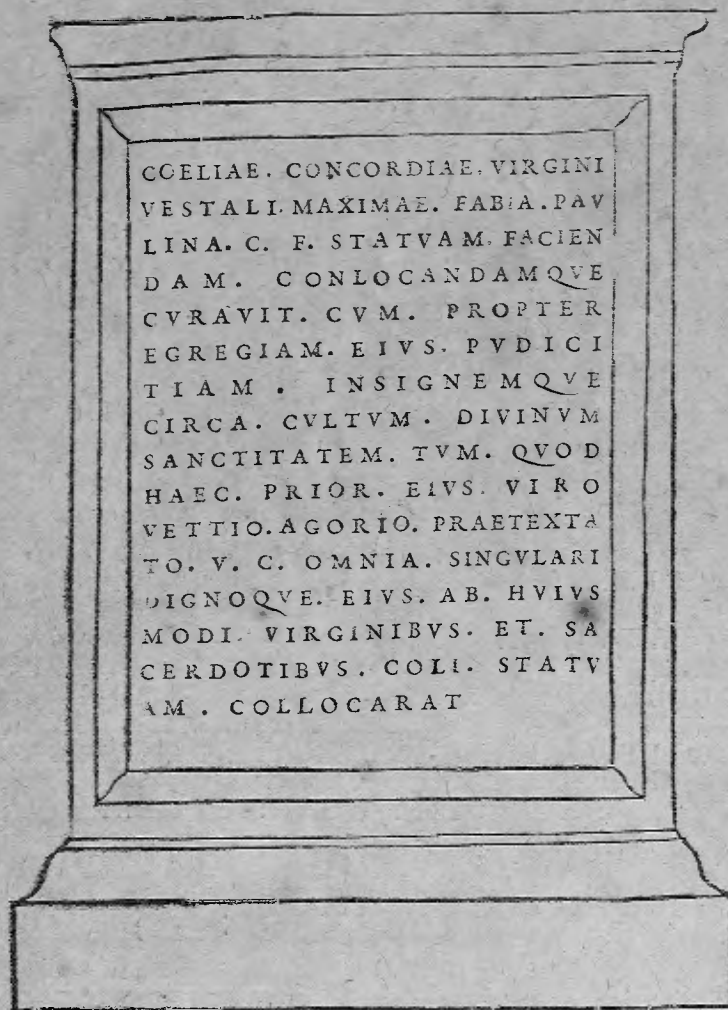 COELIAE. CONCORDIAE. VIRGINI
VESTALI. MAXIMAE. FABIA. PAV
LINA. C. F. STATVAM. FACIEN
DAM. CONLOCANDAMQVE
CVRAVIT. CVM. PROPTER
EGREGIAM. EIVS. PVDICI
TIAM. INSIGNEMQVE
CIRCA. CVLTVM. DIVINVM
SANCTITATEM. TVM. QVOD
HAEC. PRIOR. EIVS. VIRO
VETTIO. AGORIO. PRAETEXTA
TO. V. C. OMNIA. SINGVLARI
DIGNOQVE. EIVS. AB. HVIVS
MODI. VIRGINIBVS. ET. SA
CERDOTIBVS. COLI. STATV
AM. COLLOCARAT